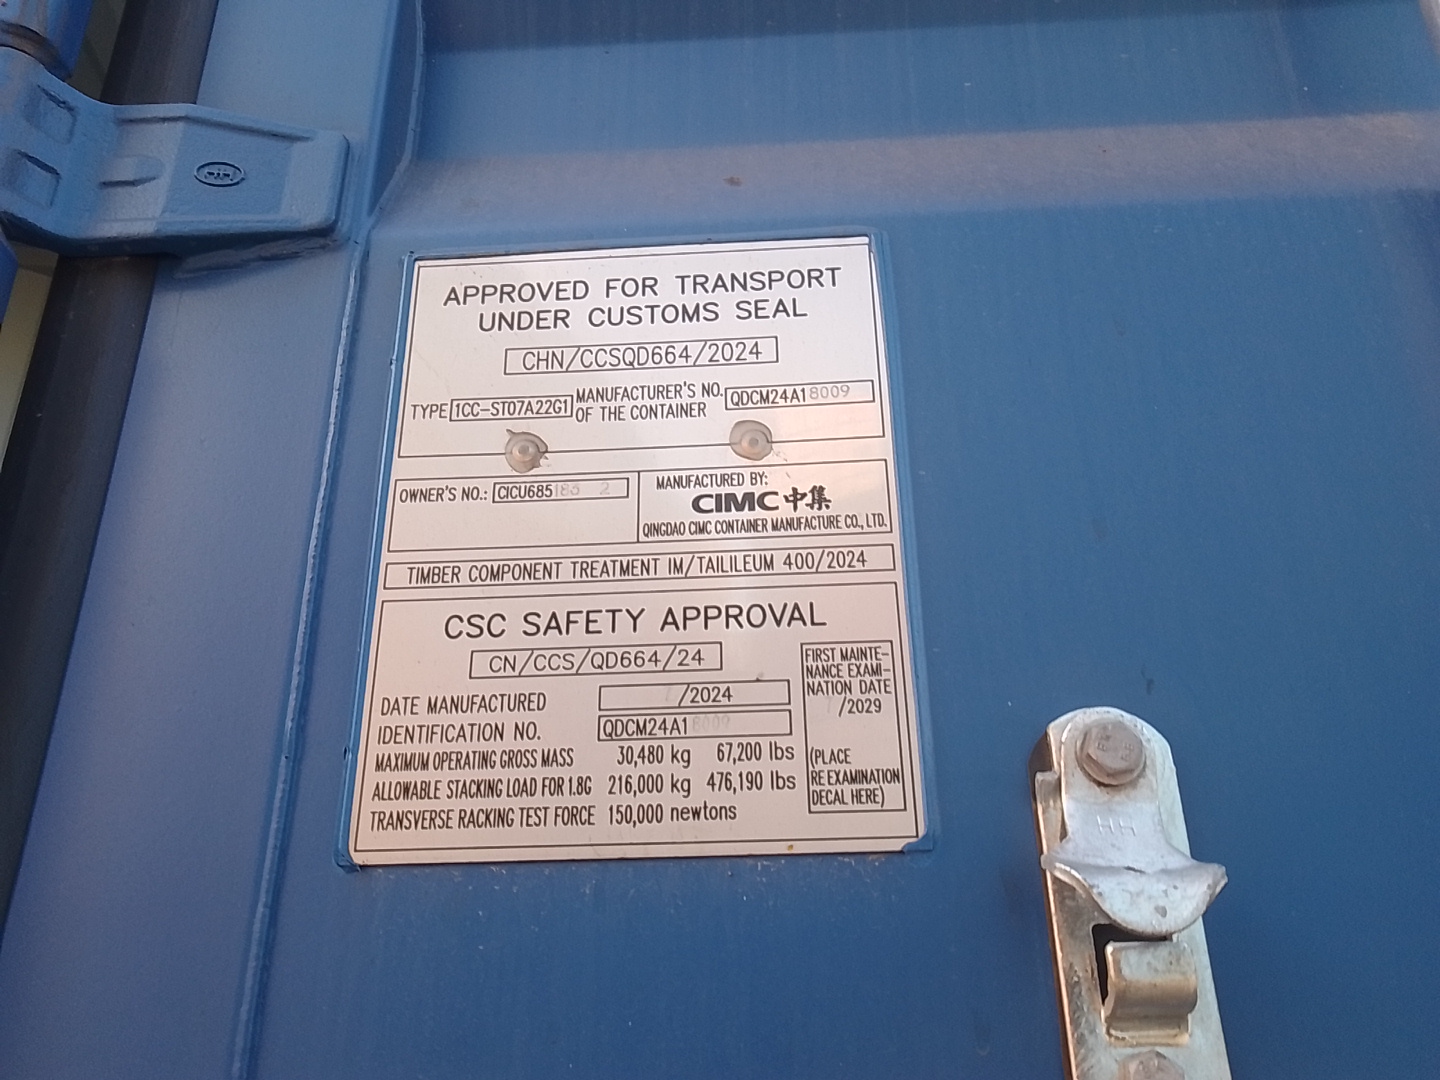 APPROVED FOR TRANSPORT
UNDER CUSTOMS SEAL
CHN/CCSQD664/2024
TYPE 1CC-ST07A22G1 MANUFACTURER'S NO. OF THE CONTAINER QDCM24A18009
OWNER'S NO.: CICU685
MANUFACTURED BY:
CIMC 中集
QINGDAO CIMC CONTAINER MANUFACTURE CO., LTD.
TIMBER COMPONENT TREATMENT IM/TAILILEUM 400/2024
CSC SAFETY APPROVAL
CN/CCS/QD664/24
DATE MANUFACTURED /2024
IDENTIFICATION NO. QDCM24A18009
MAXIMUM OPERATING GROSS MASS 30,480 kg 67,200 lbs
ALLOWABLE STACKING LOAD FOR 1.8G 216,000 kg 476,190 lbs
TRANSVERSE RACKING TEST FORCE 150,000 newtons
FIRST MAINTE-
NANCE EXAMI-
NATION DATE
/2029
(PLACE
RE EXAMINATION
DECAL HERE)
HH